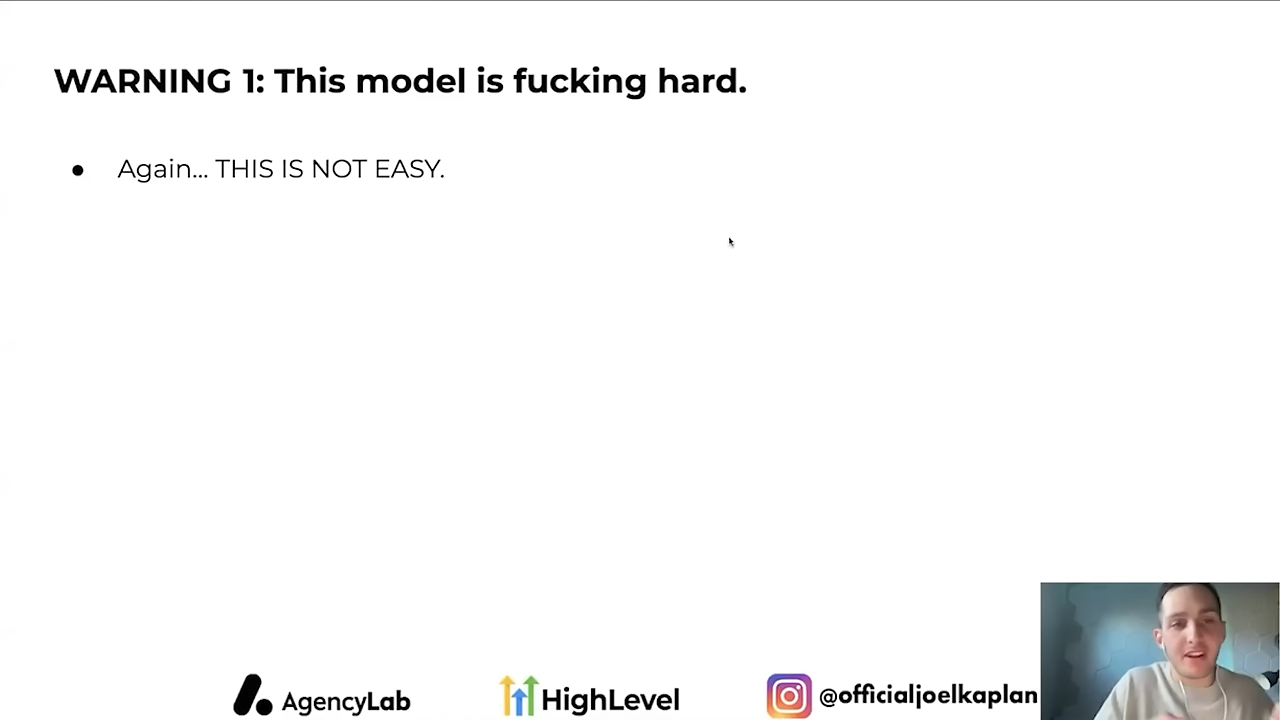 WARNING 1: This model is fucking hard.
● Again... THIS IS NOT EASY.
AgencyLab
HighLevel
@officialjoelkaplan